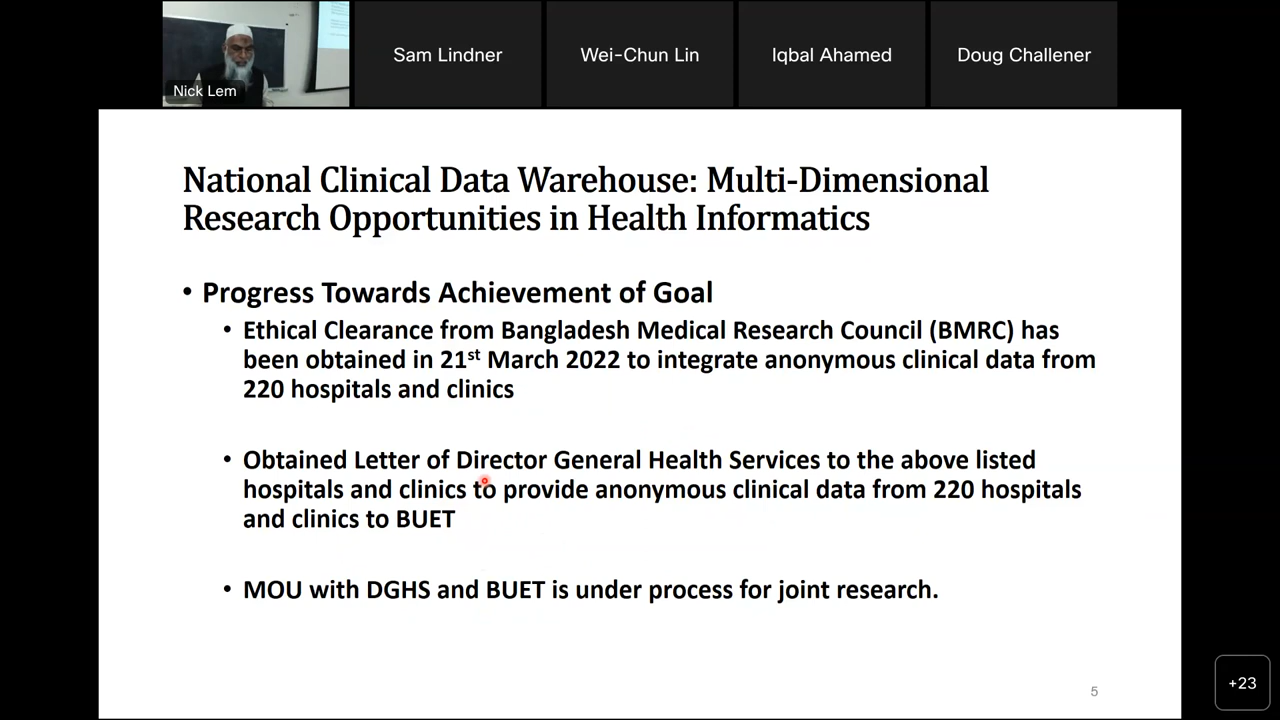 Nick Lem
Sam Lindner
Wei-Chun Lin
Iqbal Ahamed
Doug Challener
National Clinical Data Warehouse: Multi-Dimensional
Research Opportunities in Health Informatics
• Progress Towards Achievement of Goal
• Ethical Clearance from Bangladesh Medical Research Council (BMRC) has
been obtained in 21st March 2022 to integrate anonymous clinical data from
220 hospitals and clinics
• Obtained Letter of Director General Health Services to the above listed
hospitals and clinics to provide anonymous clinical data from 220 hospitals
and clinics to BUET
• MOU with DGHS and BUET is under process for joint research.
5
+23